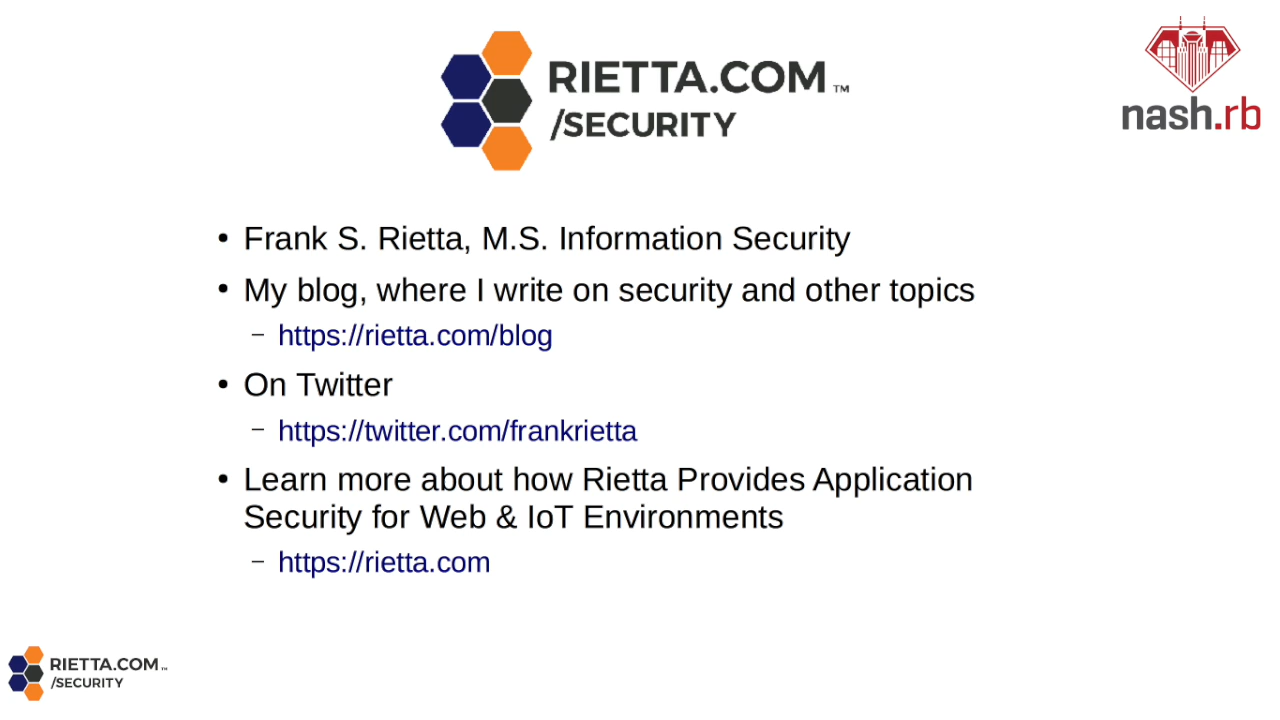 RIETTA.COM™
/SECURITY
nash.rb
• Frank S. Rietta, M.S. Information Security
• My blog, where I write on security and other topics
– https://rietta.com/blog
• On Twitter
– https://twitter.com/frankrietta
• Learn more about how Rietta Provides Application
Security for Web & IoT Environments
– https://rietta.com
RIETTA.COM™
/SECURITY